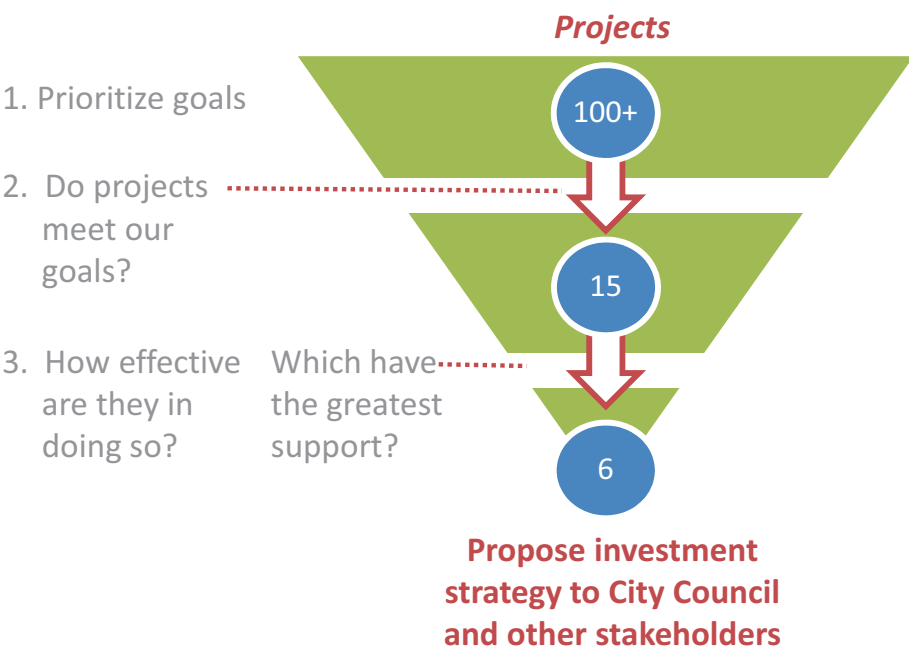 Projects
1. Prioritize goals
100+
2. Do projects
meet our
goals?
15
3. How effective
are they in
doing so?
Which have
the greatest
support?
6
Propose investment
strategy to City Council
and other stakeholders